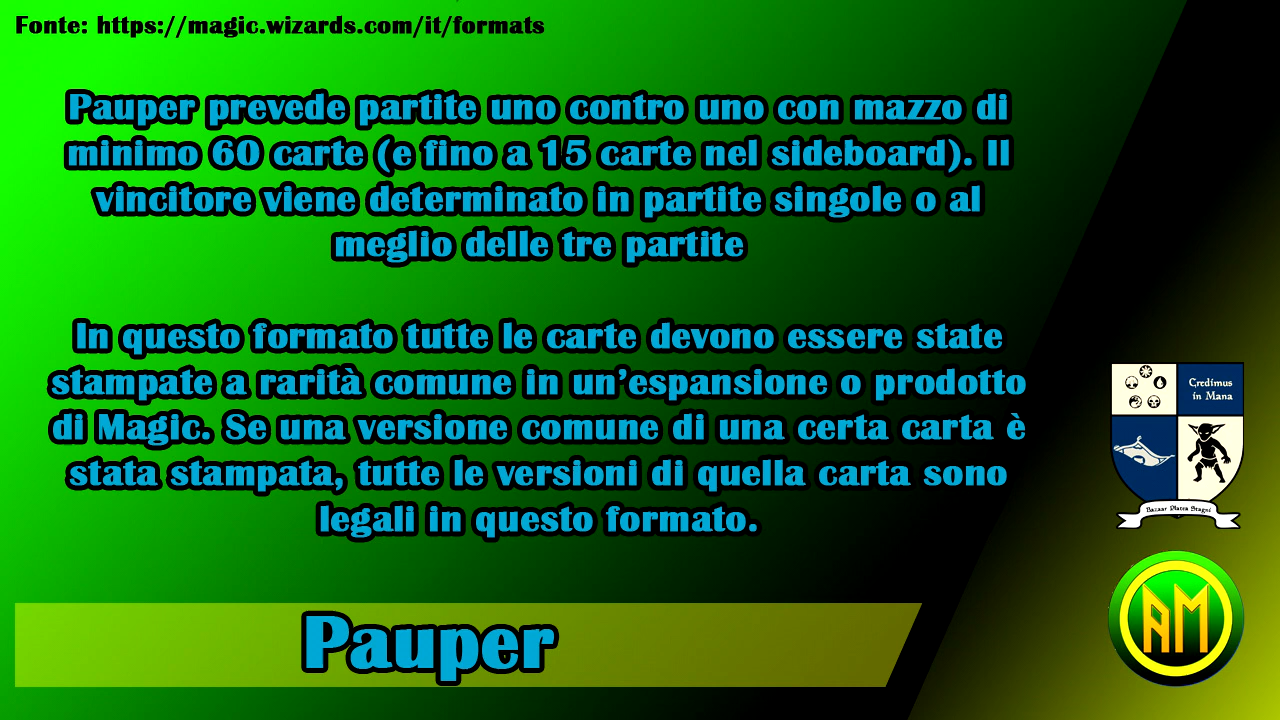 Fonte: https://magic.wizards.com/it/formats
Pauper prevede partite uno contro uno con mazzo di
minimo 60 carte (e fino a 15 carte nel sideboard). Il
vincitore viene determinato in partite singole o al
meglio delle tre partite
In questo formato tutte le carte devono essere state
stampate a rarità comune in un’espansione o prodotto
di Magic. Se una versione comune di una certa carta è
stata stampata, tutte le versioni di quella carta sono
legali in questo formato.
Credimus
in Mana
Bazaar Platea Stagni
AM
Pauper